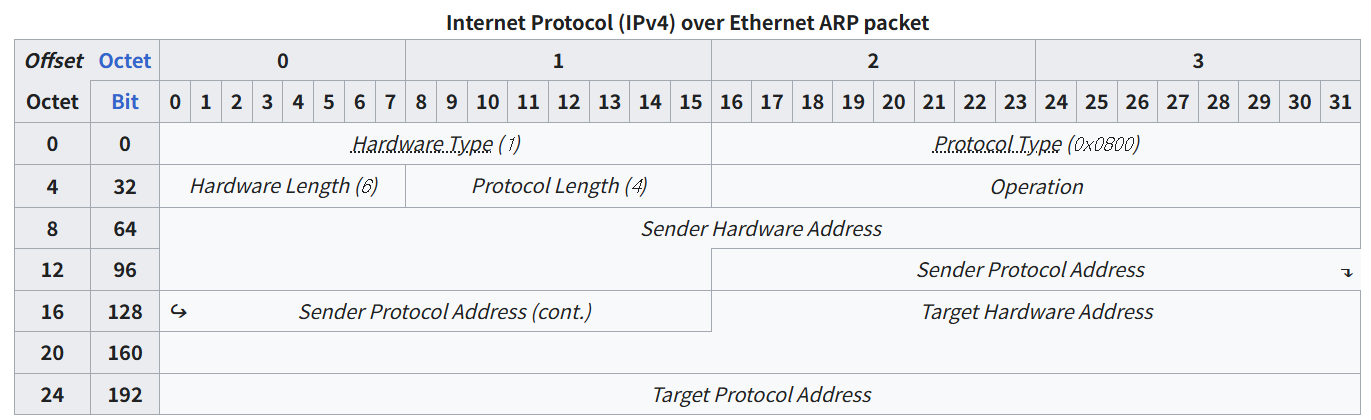 Internet Protocol (IPv4) over Ethernet ARP packet
Offset Octet 0 1 2 3
Octet Bit 0 1 2 3 4 5 6 7 8 9 10 11 12 13 14 15 16 17 18 19 20 21 22 23 24 25 26 27 28 29 30 31
0 0 Hardware Type (1) Protocol Type (0x0800)
4 32 Hardware Length (6) Protocol Length (4) Operation
8 64 Sender Hardware Address
12 96 Sender Protocol Address ↴
16 128 ↪ Sender Protocol Address (cont.) Target Hardware Address
20 160
24 192 Target Protocol Address